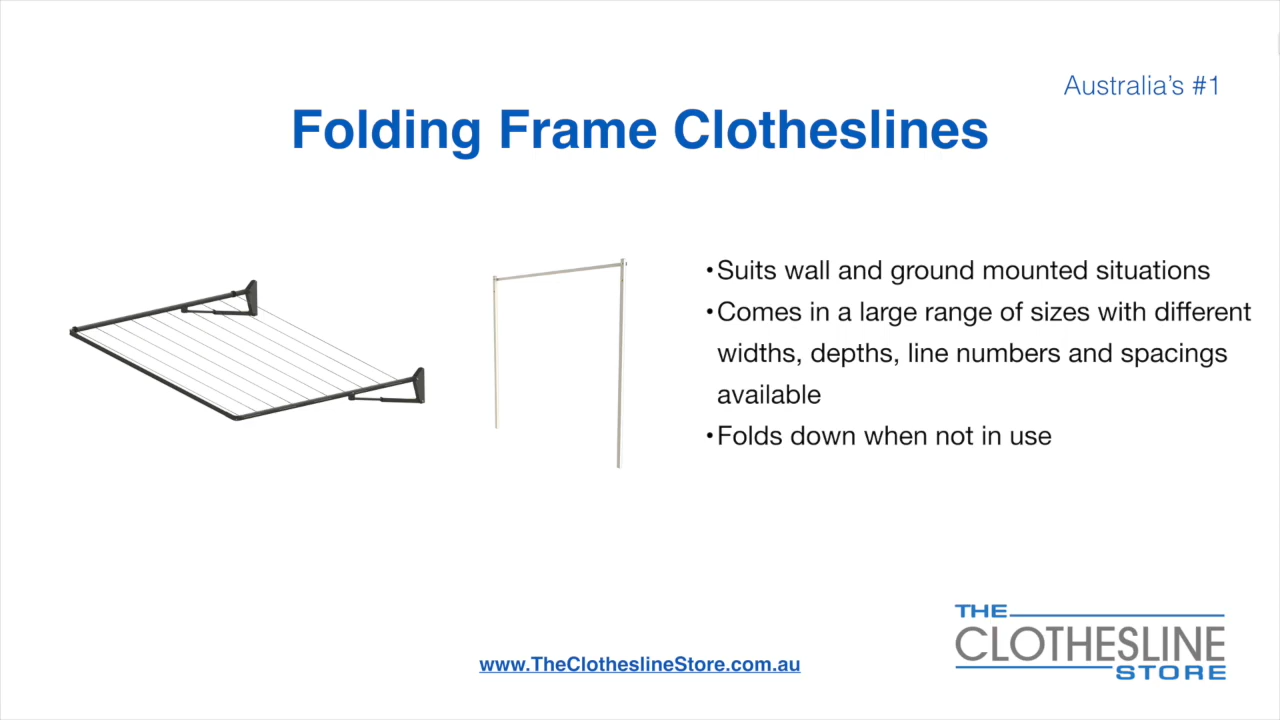 Australia's #1
Folding Frame Clotheslines
•Suits wall and ground mounted situations
•Comes in a large range of sizes with different
widths, depths, line numbers and spacings
available
•Folds down when not in use
www.TheClotheslineStore.com.au
THE
CLOTHESLINE
STORE